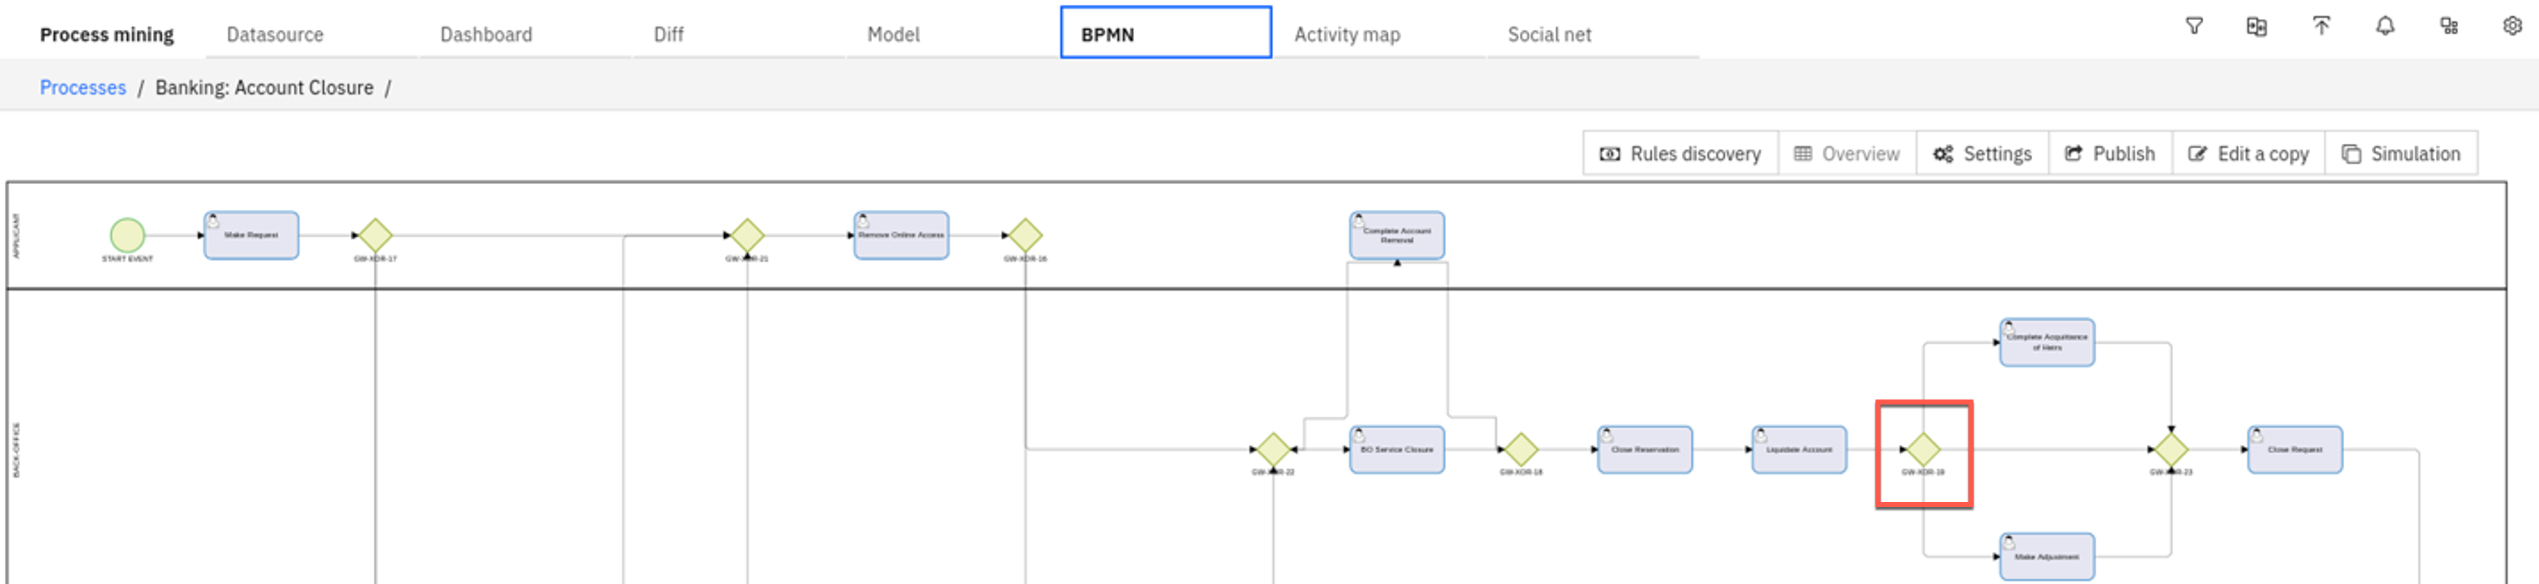 Process mining Datasource Dashboard Diff Model BPMN Activity map Social net
Processes / Banking: Account Closure /
Rules discovery Overview Settings Publish Edit a copy Simulation
APPLICANT
START EVENT
Make Request
GW-XOR-17
GW-XOR-21
Remove Online Access
GW-XOR-16
Complete Account
Removal
BACK-OFFICE
Complete Acquittance
of Heirs
GW-XOR-22
BO Service Closure
GW-XOR-18
Close Reservation
Liquidate Account
GW-XOR-19
GW-XOR-23
Close Request
Make Adjustment